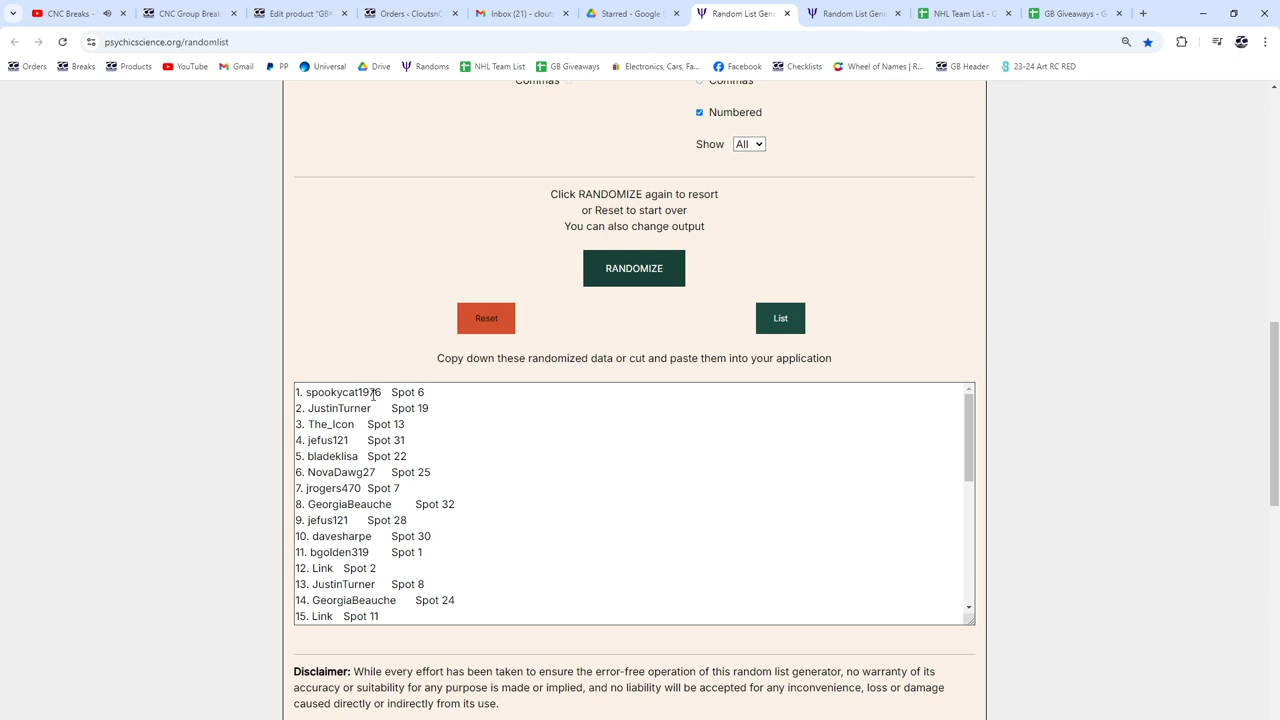 CNC Breaks
CNC Group Break
Edit product “GB=
Orders ‹ CloutsnC
Inbox (21) - clouts
Starred - Google
Random List Gene
Random List Gene
NHL Team List - G
GB Giveaways - G
psychicscience.org/randomlist
Orders
Breaks
Products
YouTube
Gmail
PP
Universal
Drive
Randoms
NHL List
GB Giveaways
Electronics, Cars, Fa...
Facebook
Checklists
Wheel of Names | R...
GB Header
23-24 Art RC RED
Commas
Commas
Numbered
Show All
Click RANDOMIZE again to resort
or Reset to start over
You can also change output
RANDOMIZE
Reset
List
Copy down these randomized data or cut and paste them into your application
1. spookycat1976 Spot 6
2. JustinTurner Spot 19
3. The_Icon Spot 13
4. jefus121 Spot 31
5. bladeklisa Spot 22
6. NovaDawg27 Spot 25
7. jrogers470 Spot 7
8. GeorgiaBeauche Spot 32
9. jefus121 Spot 28
10. davesharpe Spot 30
11. bgolden319 Spot 1
12. Link Spot 2
13. JustinTurner Spot 8
14. GeorgiaBeauche Spot 24
15. Link Spot 11
Disclaimer: While every effort has been taken to ensure the error-free operation of this random list generator, no warranty of its
accuracy or suitability for any purpose is made or implied, and no liability will be accepted for any inconvenience, loss or damage
caused directly or indirectly from its use.